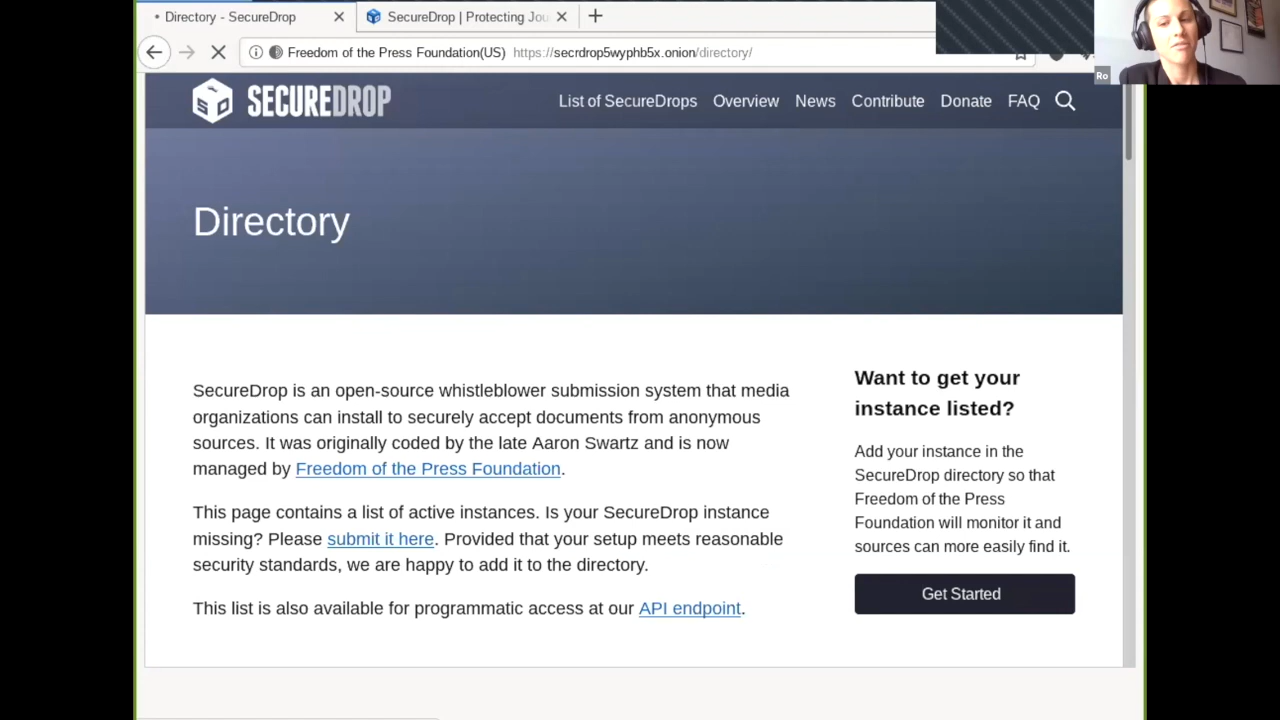 Directory - SecureDrop
SecureDrop | Protecting Jou
Freedom of the Press Foundation(US) https://secrdrop5wyphb5x.onion/directory/
Ro
SECUREDROP
List of SecureDrops Overview News Contribute Donate FAQ
Directory
SecureDrop is an open-source whistleblower submission system that media
organizations can install to securely accept documents from anonymous
sources. It was originally coded by the late Aaron Swartz and is now
managed by Freedom of the Press Foundation.
This page contains a list of active instances. Is your SecureDrop instance
missing? Please submit it here. Provided that your setup meets reasonable
security standards, we are happy to add it to the directory.
This list is also available for programmatic access at our API endpoint.
Want to get your
instance listed?
Add your instance in the
SecureDrop directory so that
Freedom of the Press
Foundation will monitor it and
sources can more easily find it.
Get Started